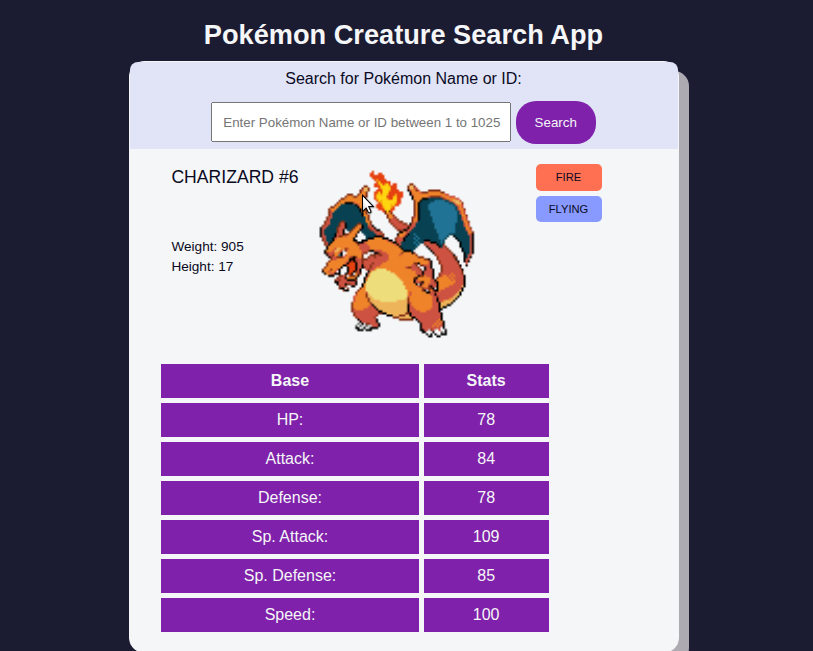 Pokémon Creature Search App
Search for Pokémon Name or ID:
Enter Pokémon Name or ID between 1 to 1025
Search
CHARIZARD #6
FIRE
FLYING
Weight: 905
Height: 17
Base Stats
HP: 78
Attack: 84
Defense: 78
Sp. Attack: 109
Sp. Defense: 85
Speed: 100